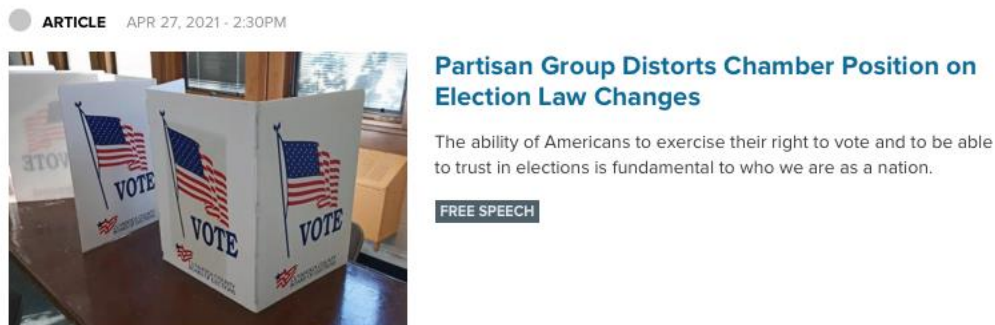 ARTICLE APR 27, 2021 - 2:30PM
Partisan Group Distorts Chamber Position on
Election Law Changes
The ability of Americans to exercise their right to vote and to be able
to trust in elections is fundamental to who we are as a nation.
FREE SPEECH
VOTE
VOTE
VOTE
VOTE